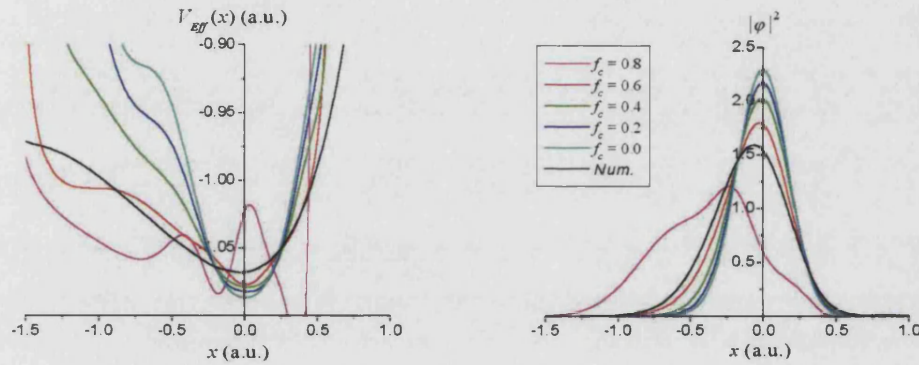 V_Eff (x) (a.u.)
-0.90
-0.95
-1.00
1.05
-1.5 -1.0 -0.5 0.0 0.5 1.0
x (a.u.)
f_c = 0.8
f_c = 0.6
f_c = 0.4
f_c = 0.2
f_c = 0.0
Num.
|φ|²
2.5
2.0
1.5
1.0
0.5
-1.5 -1.0 -0.5 0.0 0.5 1.0
x (a.u.)